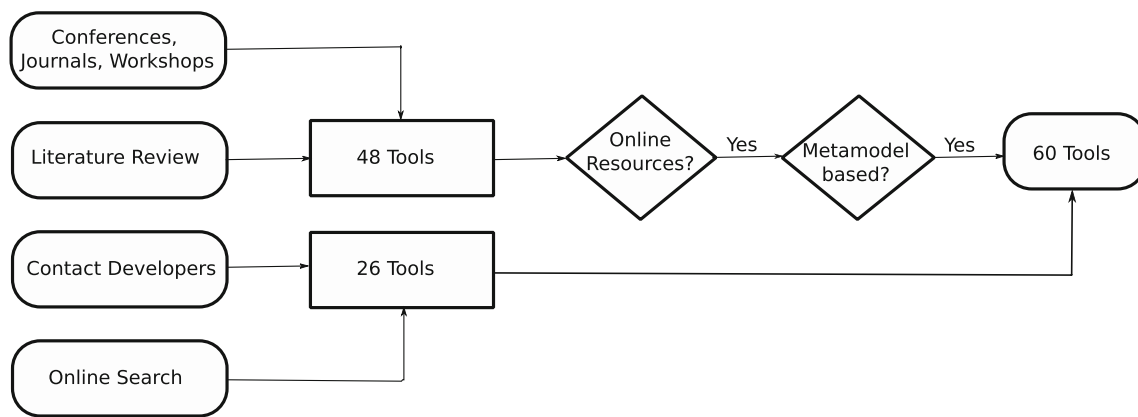 Conferences,
Journals, Workshops
Literature Review
48 Tools
Online
Resources?
Yes
Metamodel
based?
Yes
60 Tools
Contact Developers
26 Tools
Online Search